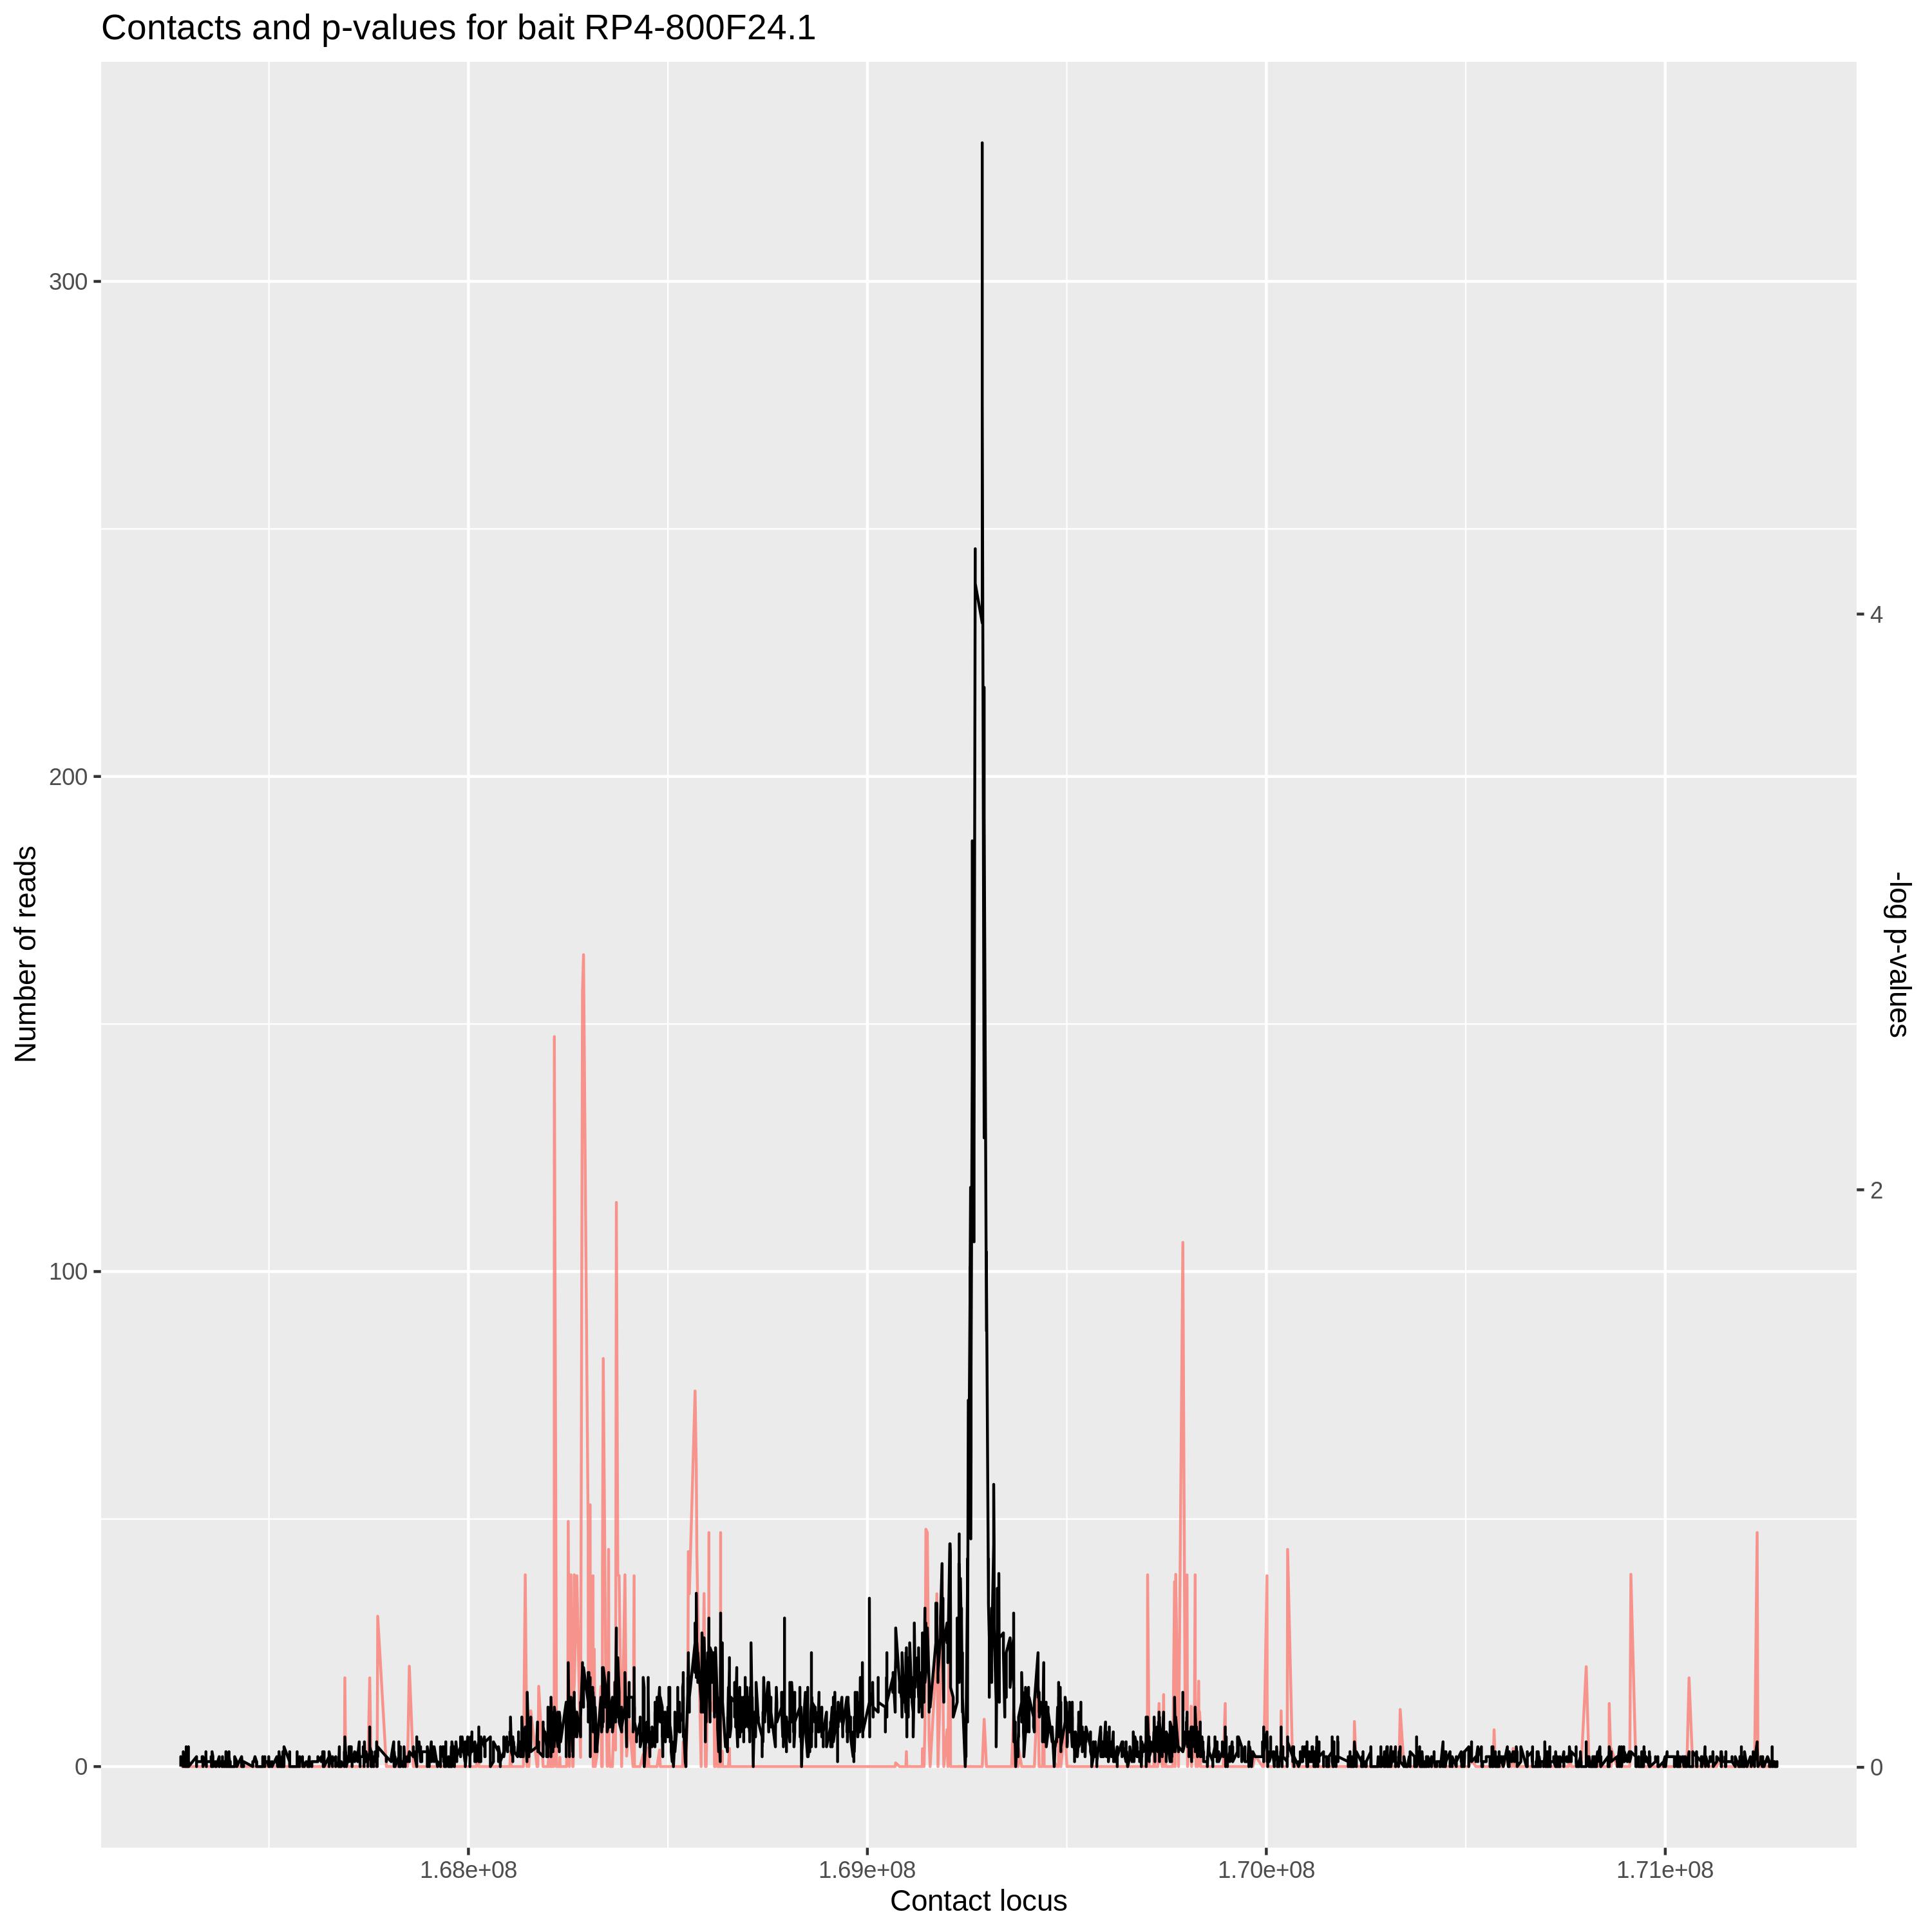 Contacts and p-values for bait RP4-800F24.1
300
200
100
0
Number of reads
4
2
0
-log p-values
1.68e+08
1.69e+08
1.70e+08
1.71e+08
Contact locus